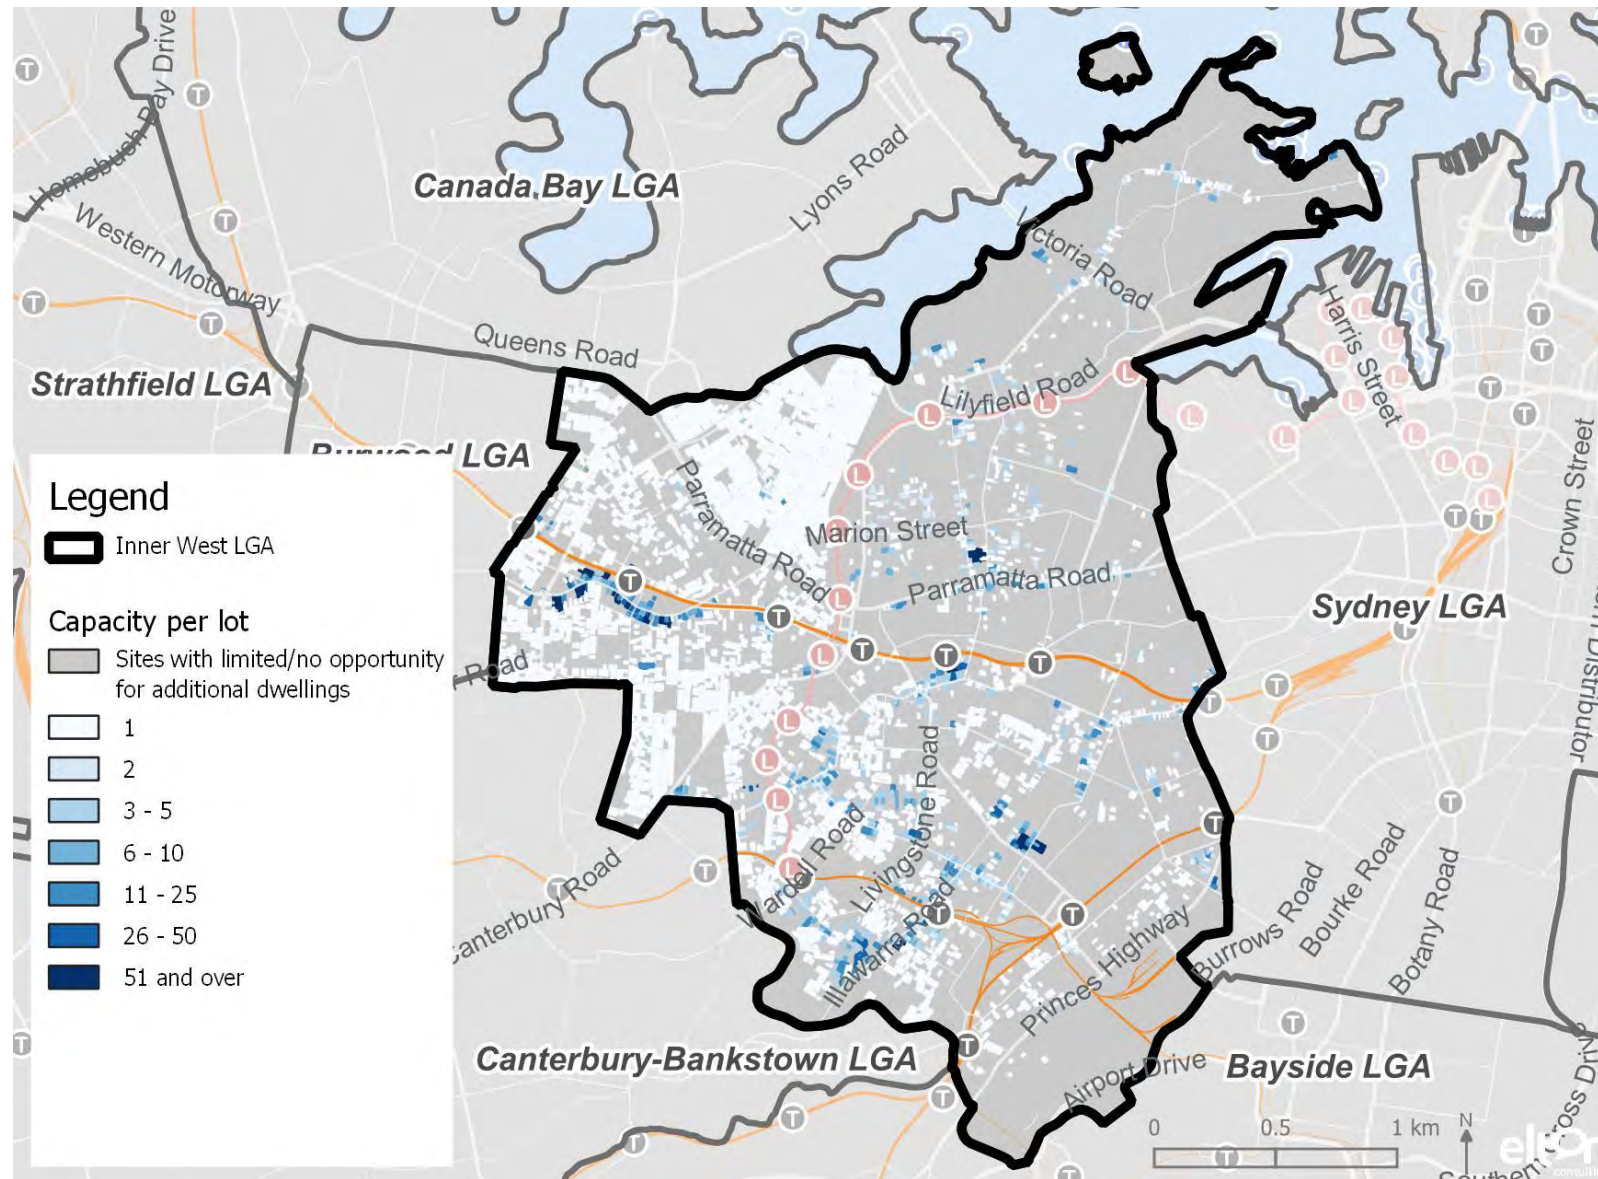 Homebush Bay Drive
Western Motorway
Canada Bay LGA
Lyons Road
Victoria Road
Queens Road
Harris Street
Strathfield LGA
Lilyfield Road
Burwood LGA
Crown Street
Parramatta Road
Marion Street
Parramatta Road
Sydney LGA
Road
Livingstone Road
Wardell Road
Illawarra Road
Canterbury Road
Princes Highway
Burrows Road
Bourke Road
Botany Road
Canterbury-Bankstown LGA
Airport Drive
Bayside LGA
Distributor
Legend
Inner West LGA
Capacity per lot
Sites with limited/no opportunity
for additional dwellings
1
2
3 - 5
6 - 10
11 - 25
26 - 50
51 and over
0 0.5 1 km
N
T
L
F